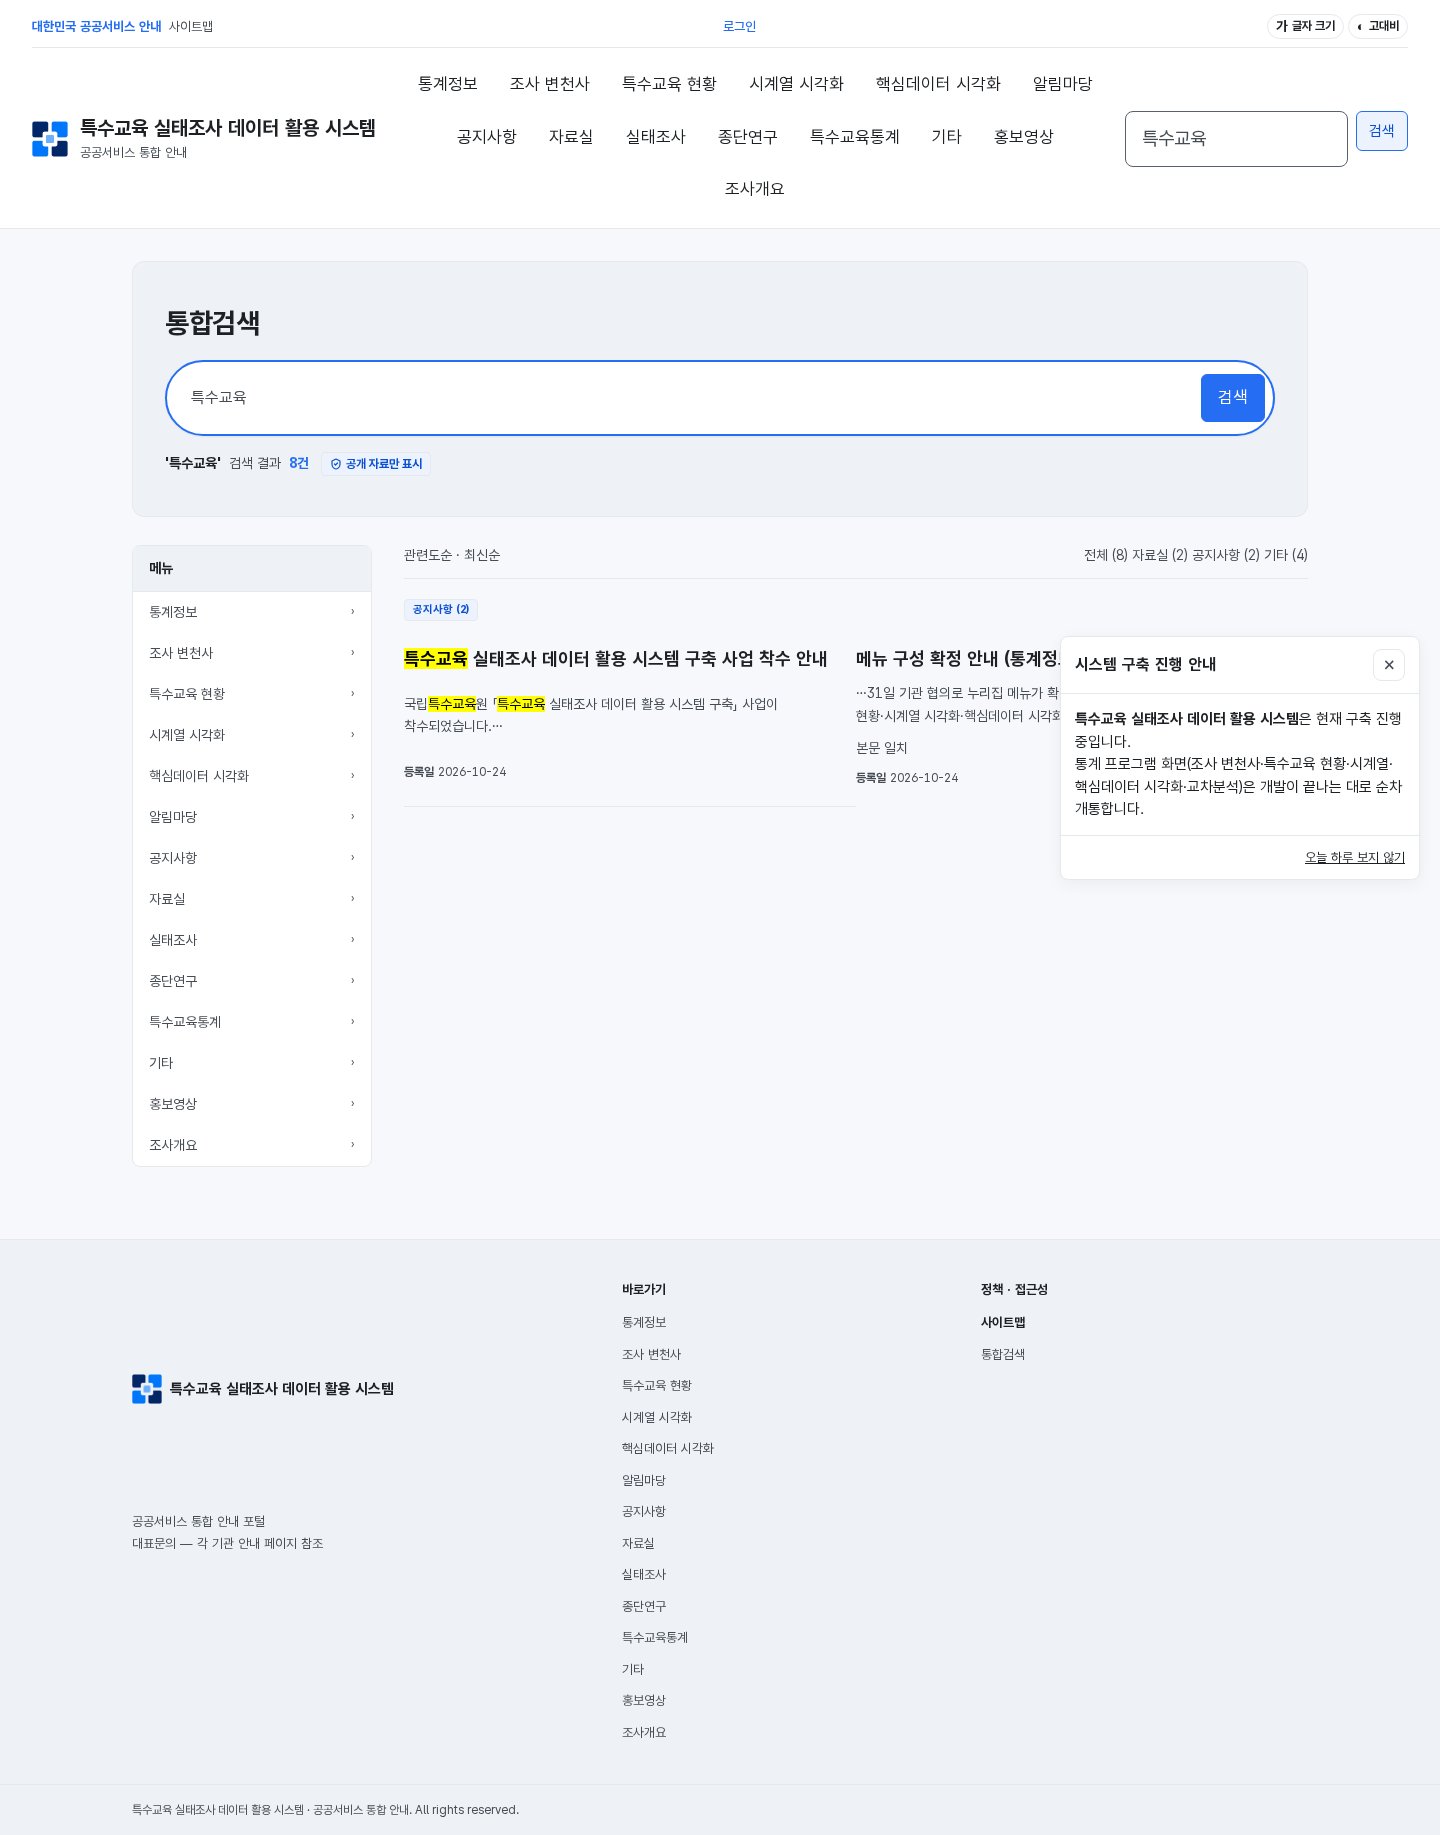 대한민국 공공서비스 안내 사이트맵
로그인
가 글자 크기
고대비
특수교육 실태조사 데이터 활용 시스템
공공서비스 통합 안내
통계정보 조사 변천사 특수교육 현황 시계열 시각화 핵심데이터 시각화 알림마당
공지사항 자료실 실태조사 종단연구 특수교육통계 기타 홍보영상
조사개요
특수교육
검색
통합검색
특수교육
검색
'특수교육' 검색 결과 8건 공개 자료만 표시
메뉴
통계정보
조사 변천사
특수교육 현황
시계열 시각화
핵심데이터 시각화
알림마당
공지사항
자료실
실태조사
종단연구
특수교육통계
기타
홍보영상
조사개요
관련도순 · 최신순
전체 (8) 자료실 (2) 공지사항 (2) 기타 (4)
공지사항 (2)
특수교육 실태조사 데이터 활용 시스템 구축 사업 착수 안내
국립특수교육원 「특수교육 실태조사 데이터 활용 시스템 구축」 사업이
착수되었습니다.…
등록일 2026-10-24
메뉴 구성 확정 안내 (통계정
…31일 기관 협의로 누리집 메뉴가 확
현황·시계열 시각화·핵심데이터 시각화
본문 일치
등록일 2026-10-24
시스템 구축 진행 안내
×
특수교육 실태조사 데이터 활용 시스템은 현재 구축 진행
중입니다.
통계 프로그램 화면(조사 변천사·특수교육 현황·시계열·
핵심데이터 시각화·교차분석)은 개발이 끝나는 대로 순차
개통합니다.
오늘 하루 보지 않기
특수교육 실태조사 데이터 활용 시스템
공공서비스 통합 안내 포털
대표문의 — 각 기관 안내 페이지 참조
바로가기
통계정보
조사 변천사
특수교육 현황
시계열 시각화
핵심데이터 시각화
알림마당
공지사항
자료실
실태조사
종단연구
특수교육통계
기타
홍보영상
조사개요
정책 · 접근성
사이트맵
통합검색
특수교육 실태조사 데이터 활용 시스템 · 공공서비스 통합 안내. All rights reserved.